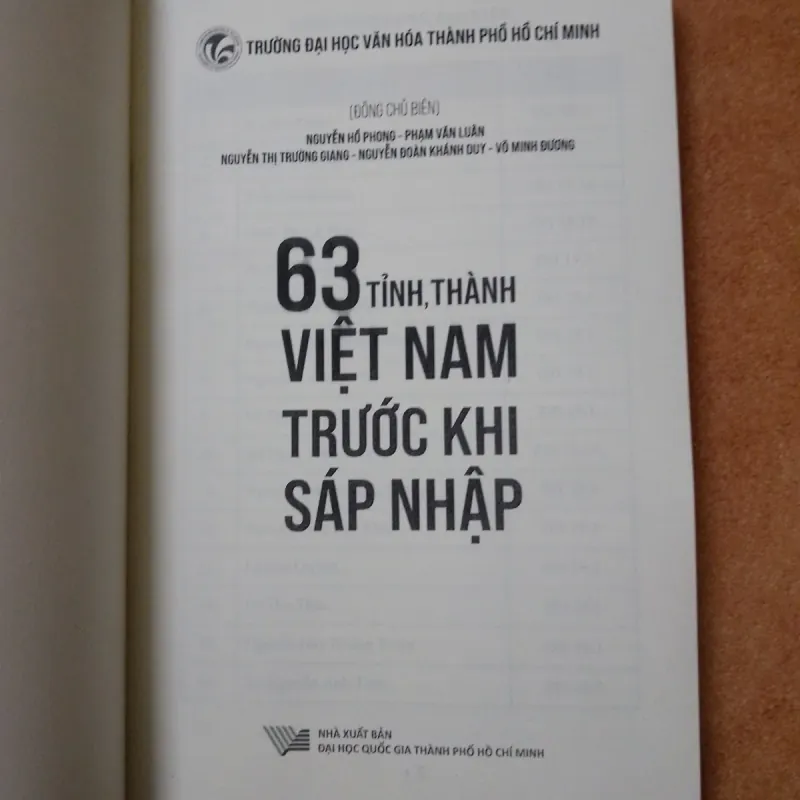 TRƯỜNG ĐẠI HỌC VĂN HÓA THÀNH PHỐ HỒ CHÍ MINH
(ĐỒNG CHỦ BIÊN)
NGUYỄN HỒ PHONG - PHẠM VĂN LUÂN
NGUYỄN THỊ TRƯỜNG GIANG - NGUYỄN ĐOÀN KHÁNH DUY - VÕ MINH ĐƯƠNG
63 TỈNH, THÀNH
VIỆT NAM
TRƯỚC KHI
SÁP NHẬP
NHÀ XUẤT BẢN
ĐẠI HỌC QUỐC GIA THÀNH PHỐ HỒ CHÍ MINH